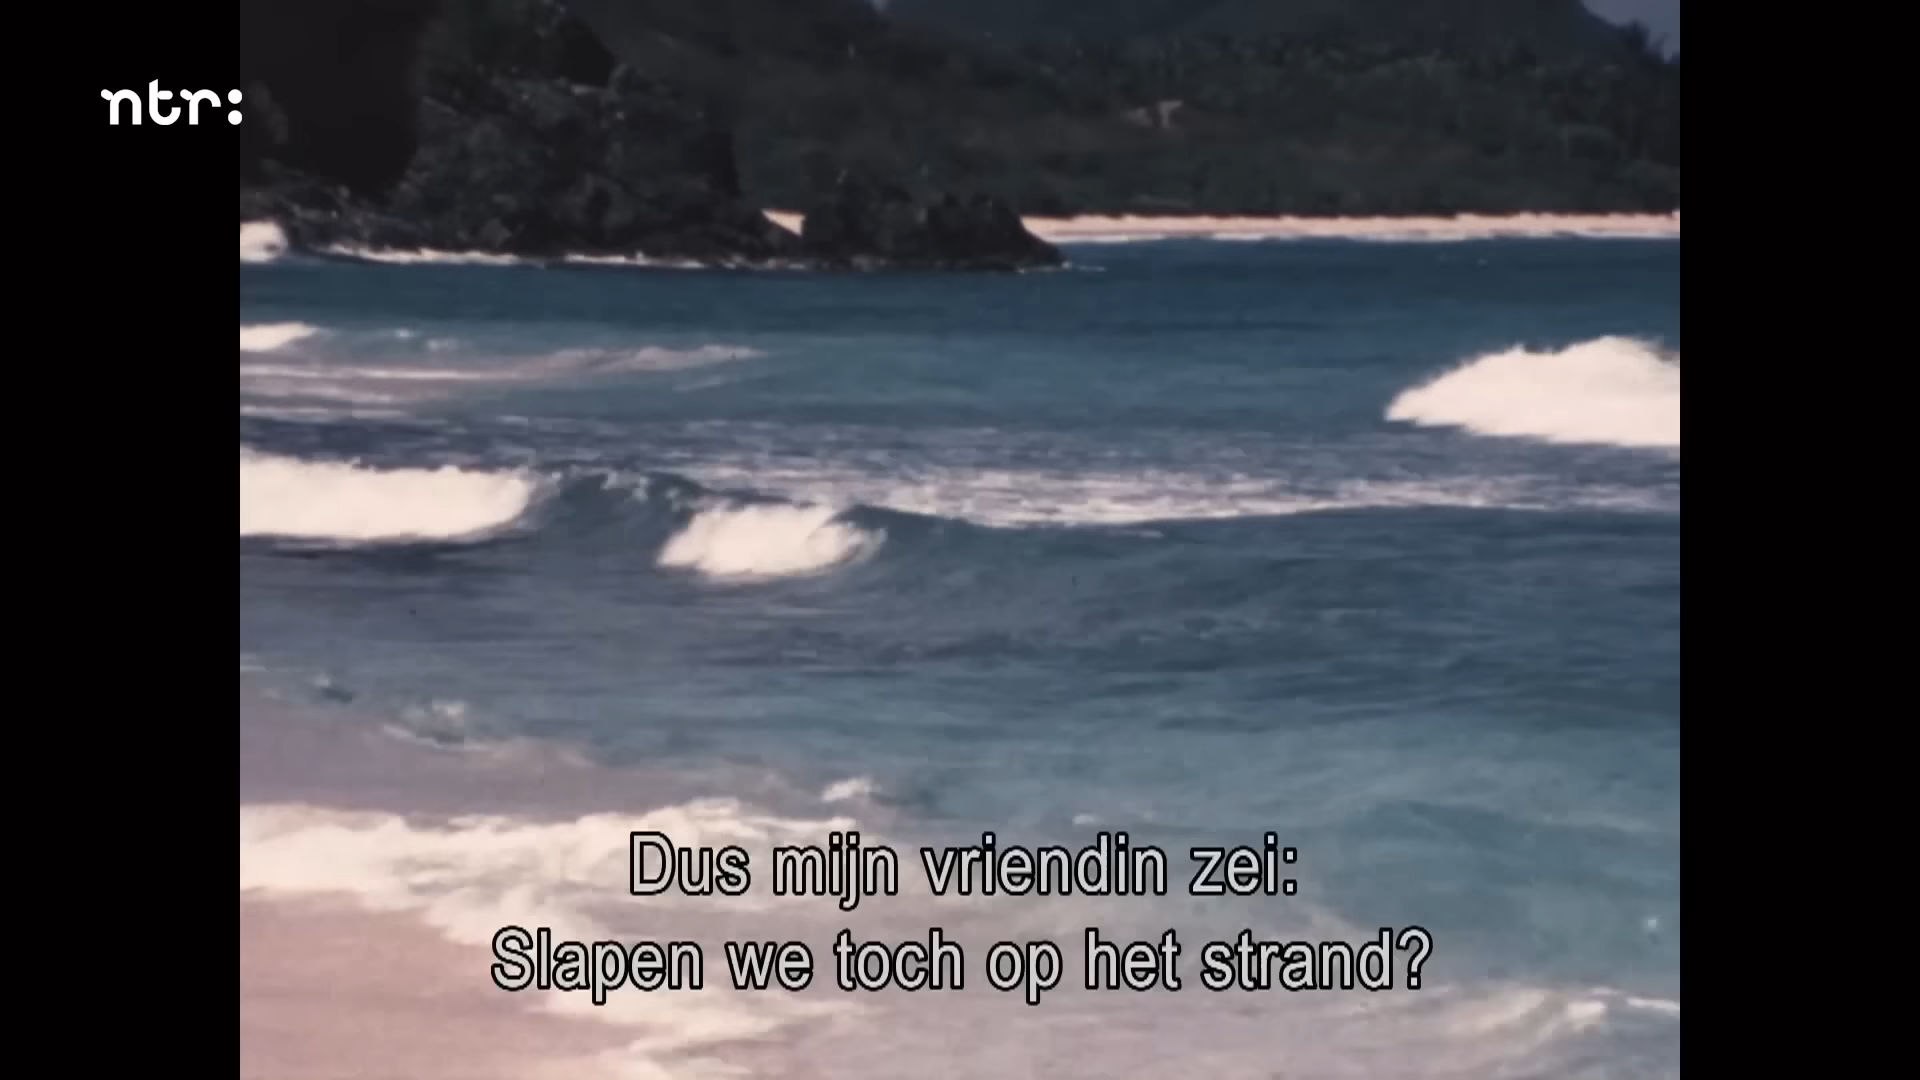 ntr:
Dus mijn vriendin zei:
Slapen we toch op het strand?